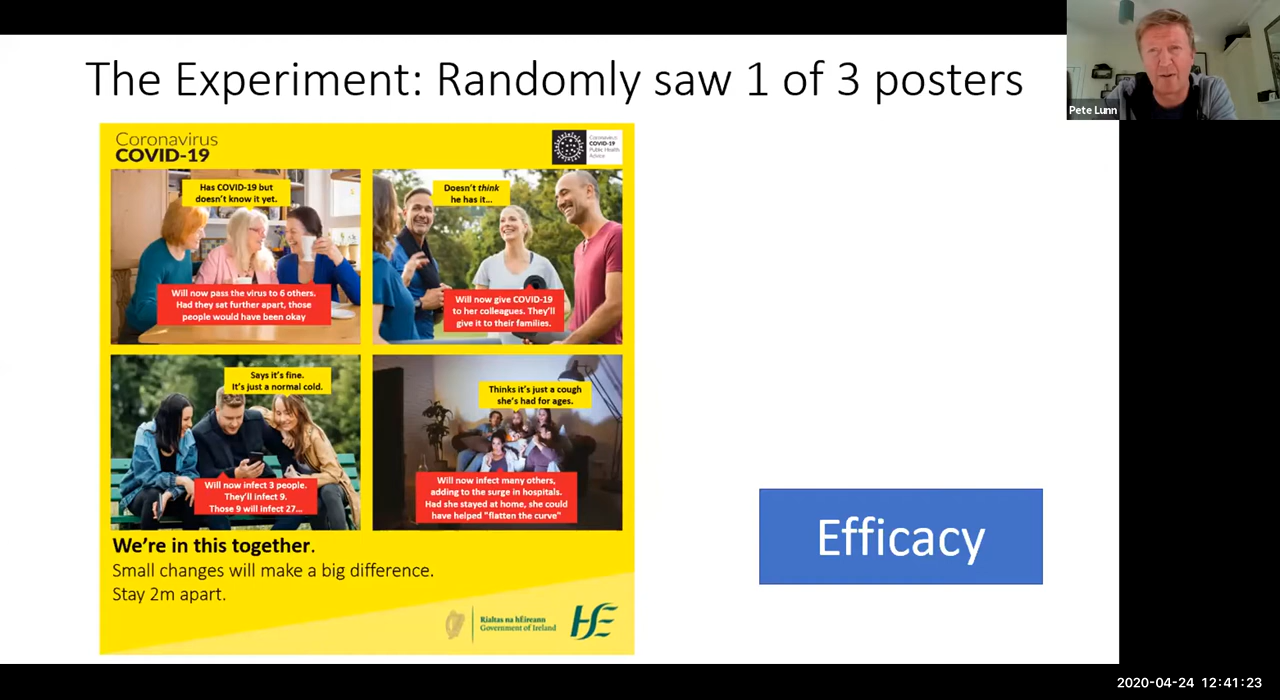 The Experiment: Randomly saw 1 of 3 posters
Pete Lunn
Coronavirus
COVID-19
Coronavirus
COVID-19
Public Health
Advice
Has COVID-19 but
doesn't know it yet.
Will now pass the virus to 6 others.
Had they sat further apart, those
people would have been okay
Doesn't think
he has it...
Will now give COVID-19
to her colleagues. They'll
give it to their families.
Says it's fine.
It's just a normal cold.
Will now infect 3 people.
They'll infect 9.
Those 9 will infect 27...
Thinks it's just a cough
she's had for ages.
Will now infect many others,
adding to the surge in hospitals.
Had she stayed at home, she could
have helped "flatten the curve"
We're in this together.
Small changes will make a big difference.
Stay 2m apart.
Rialtas na hÉireann
Government of Ireland
HSE
Efficacy
2020-04-24 12:41:23